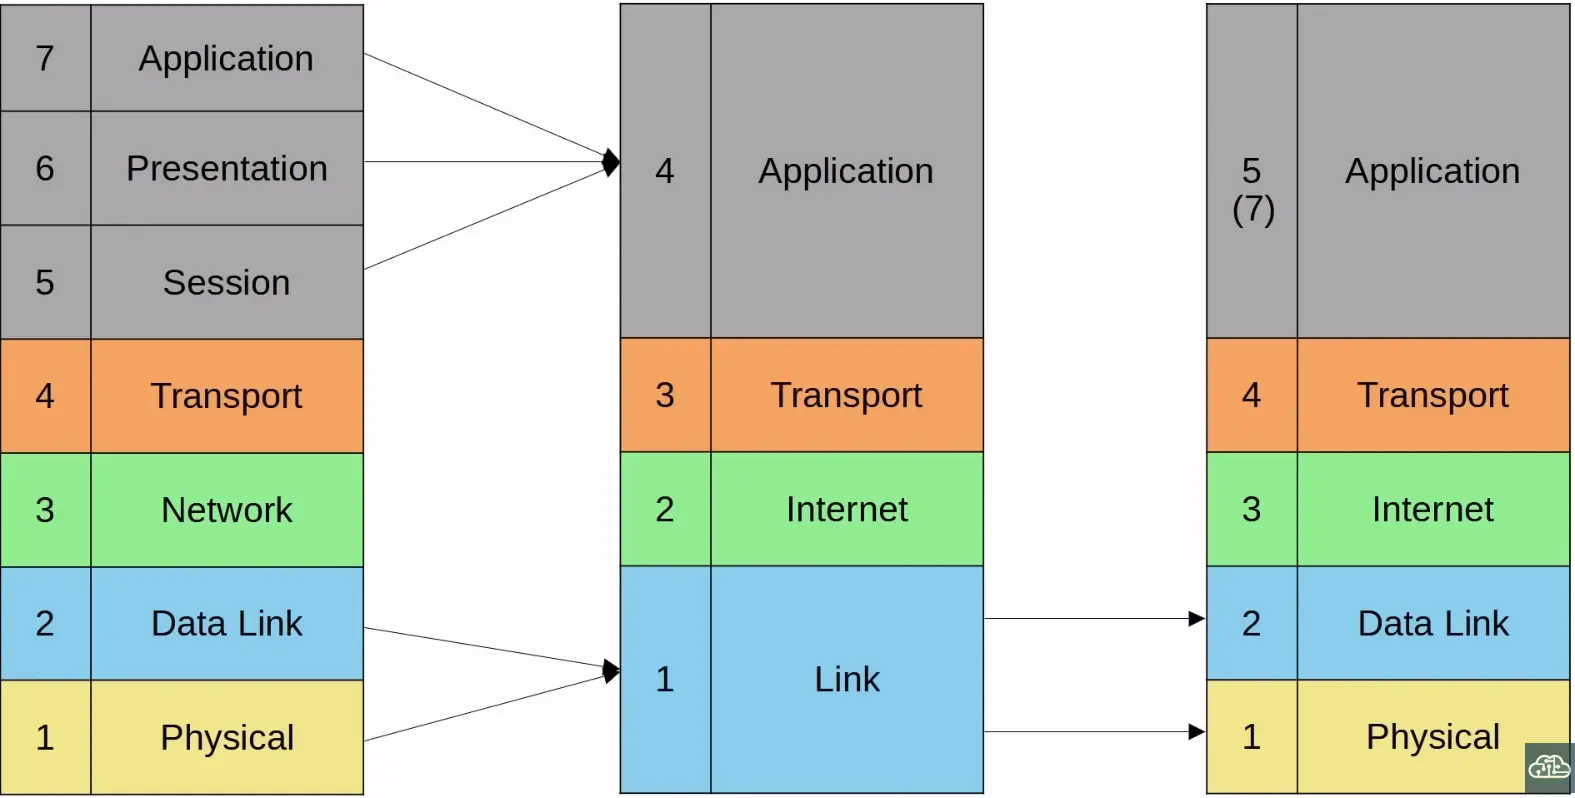 7 Application
6 Presentation
5 Session
4 Transport
3 Network
2 Data Link
1 Physical
4 Application
3 Transport
2 Internet
1 Link
5
(7)
Application
4 Transport
3 Internet
2 Data Link
1 Physical